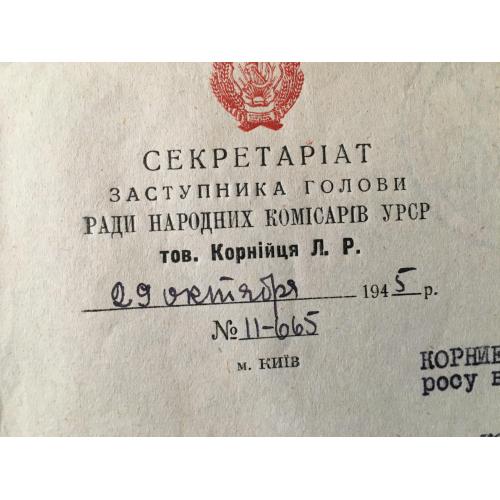 СЕКРЕТАРІАТ
ЗАСТУПНИКА ГОЛОВИ
РАДИ НАРОДНИХ КОМІСАРІВ УРСР
тов. Корнійця Л. Р.
29 октября 1945 р.
№ 11-665
м. КИЇВ
КОРНИЕ
росу в